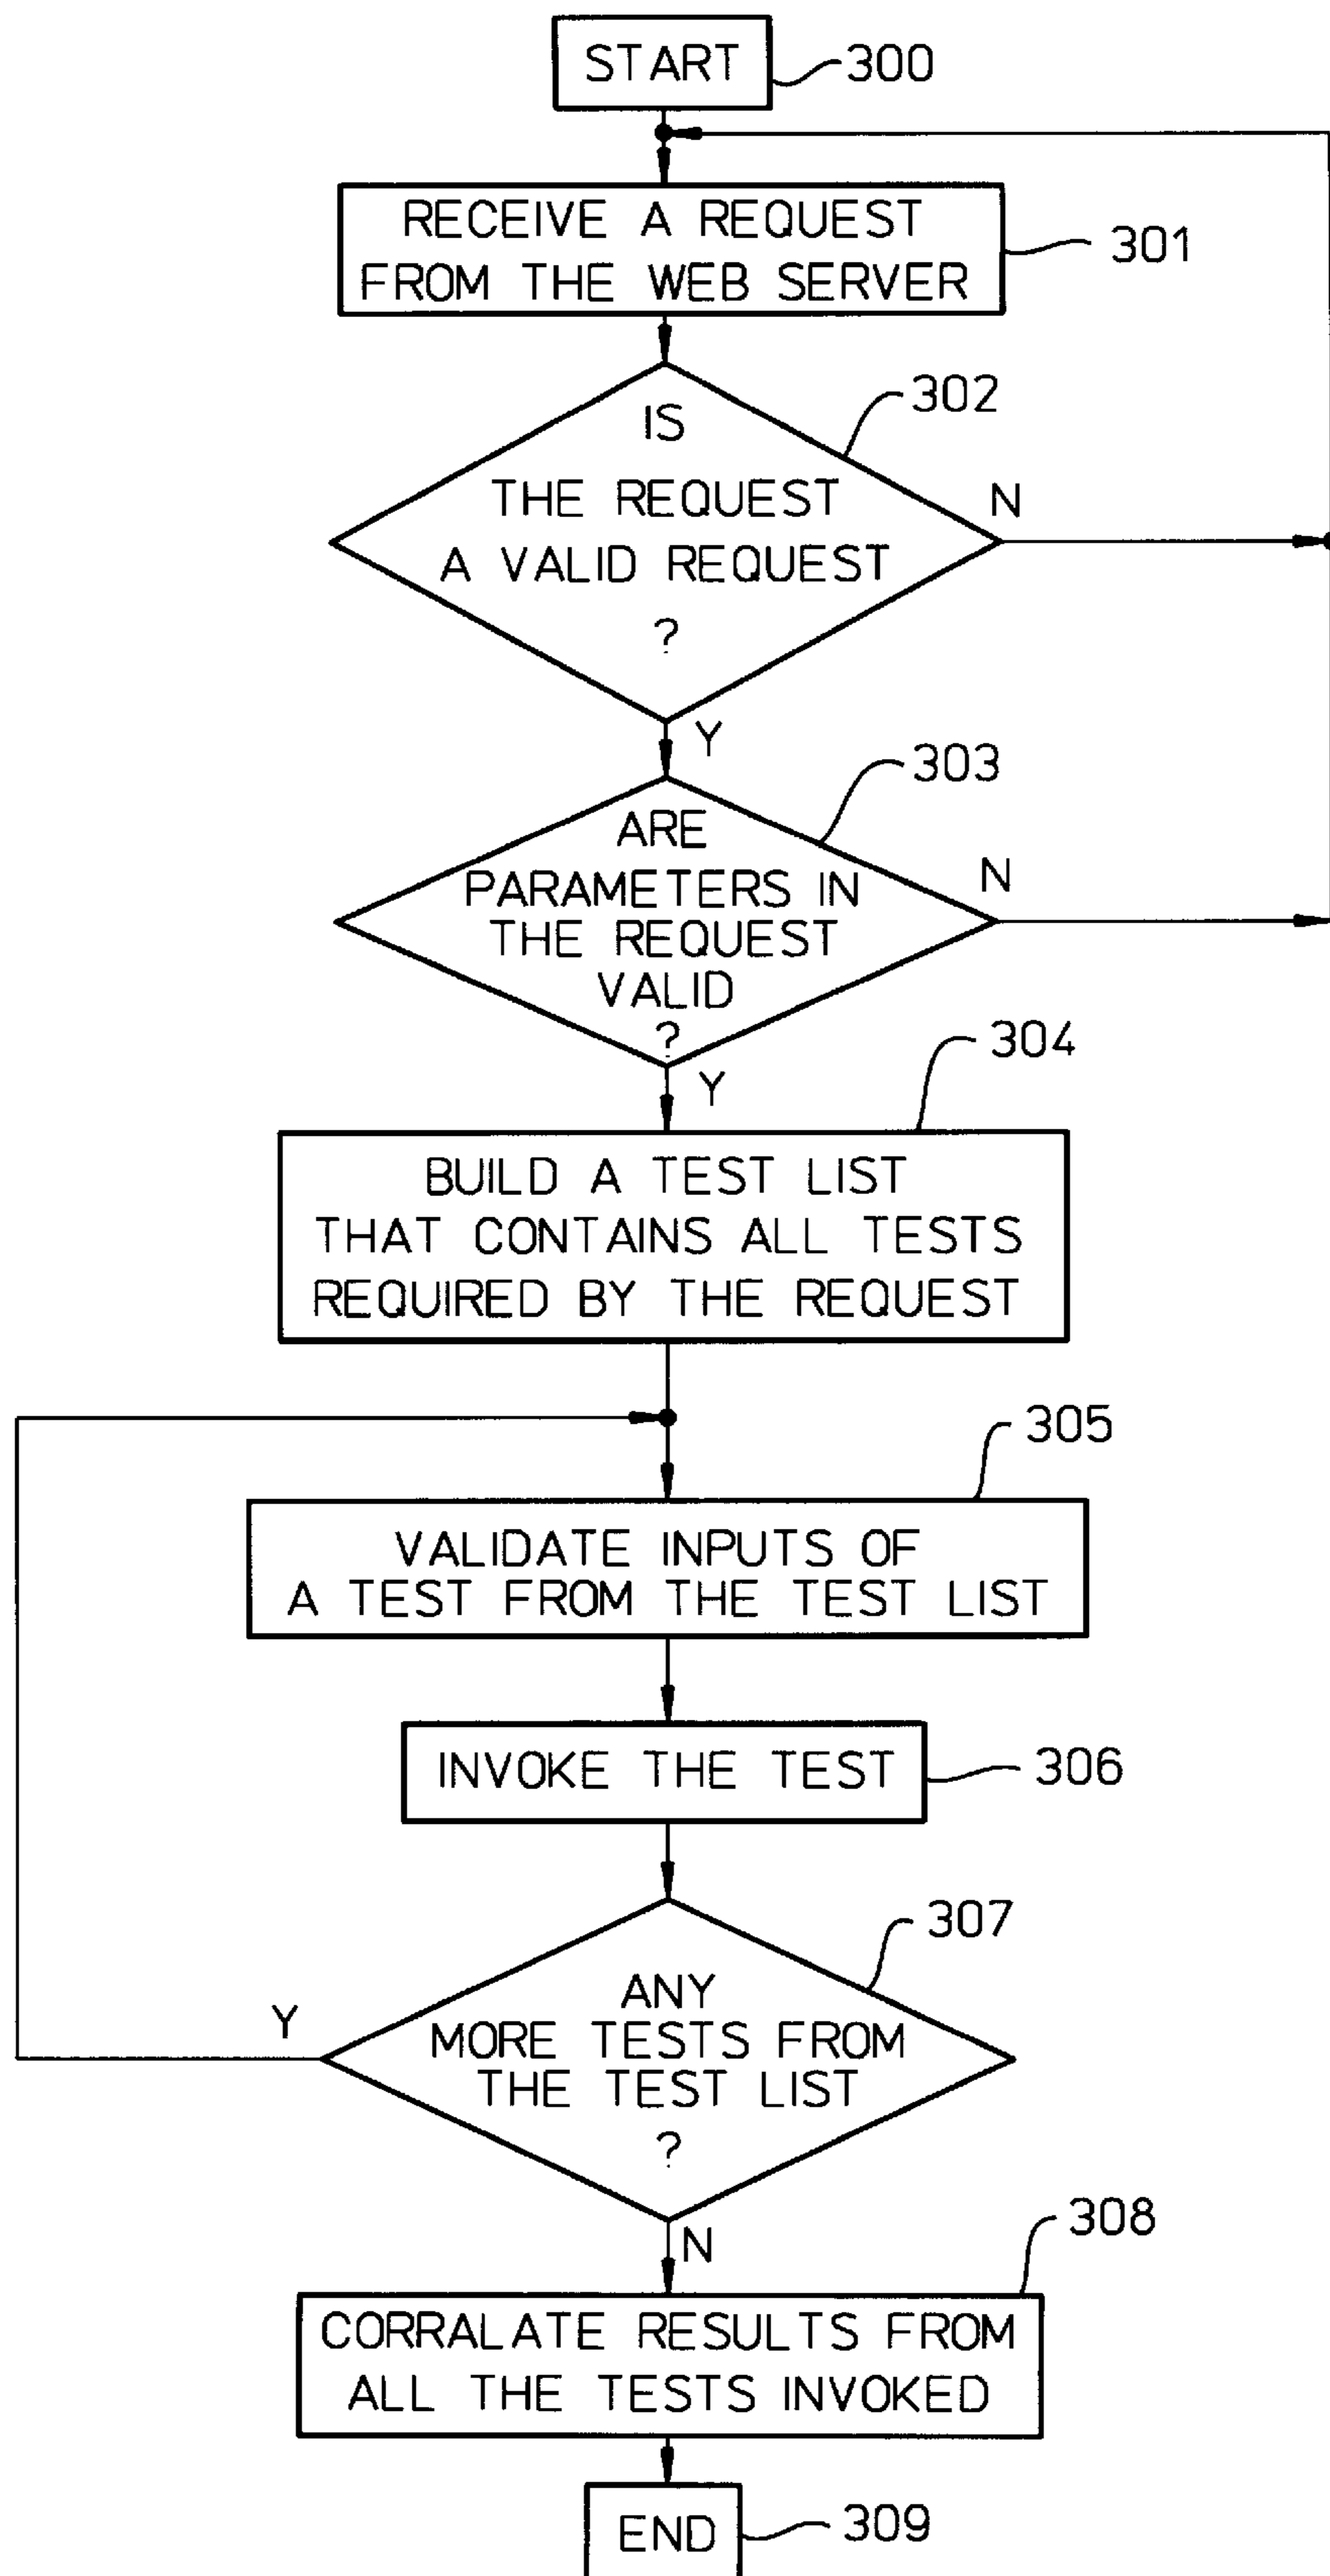 START
300
RECEIVE A REQUEST
FROM THE WEB SERVER
301
302
IS
THE REQUEST
A VALID REQUEST
?
N
Y
303
ARE
PARAMETERS IN
THE REQUEST
VALID
?
N
Y
304
BUILD A TEST LIST
THAT CONTAINS ALL TESTS
REQUIRED BY THE REQUEST
305
VALIDATE INPUTS OF
A TEST FROM THE TEST LIST
INVOKE THE TEST
306
307
ANY
MORE TESTS FROM
THE TEST LIST
?
Y
N
308
CORRALATE RESULTS FROM
ALL THE TESTS INVOKED
END
309